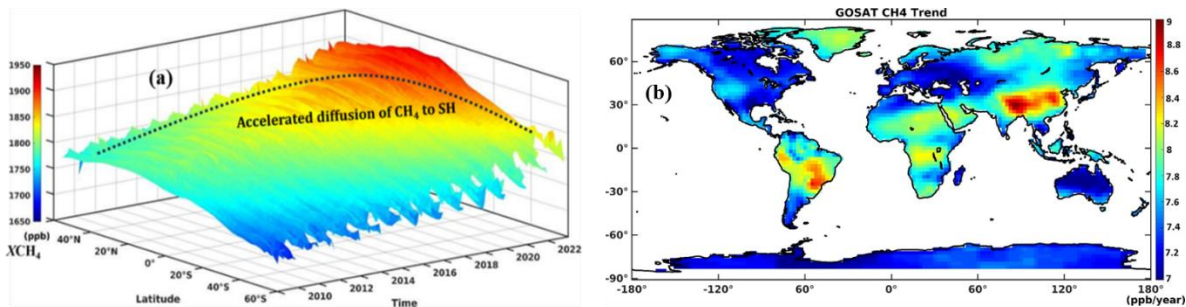 1950
1900
1850
1800
1750
1700
1650
(ppb)
XCH4
(a)
Accelerated diffusion of CH4 to SH
40°N
20°N
0°
20°S
40°S
60°S
Latitude
2010
2012
2014
2016
2018
2020
2022
Time
GOSAT CH4 Trend
(b)
60°
30°
0°
-30°
-60°
-90°
-180°
-120°
-60°
0°
60°
120°
180°
9
8.8
8.6
8.4
8.2
8
7.8
7.6
7.4
7.2
7
(ppb/year)